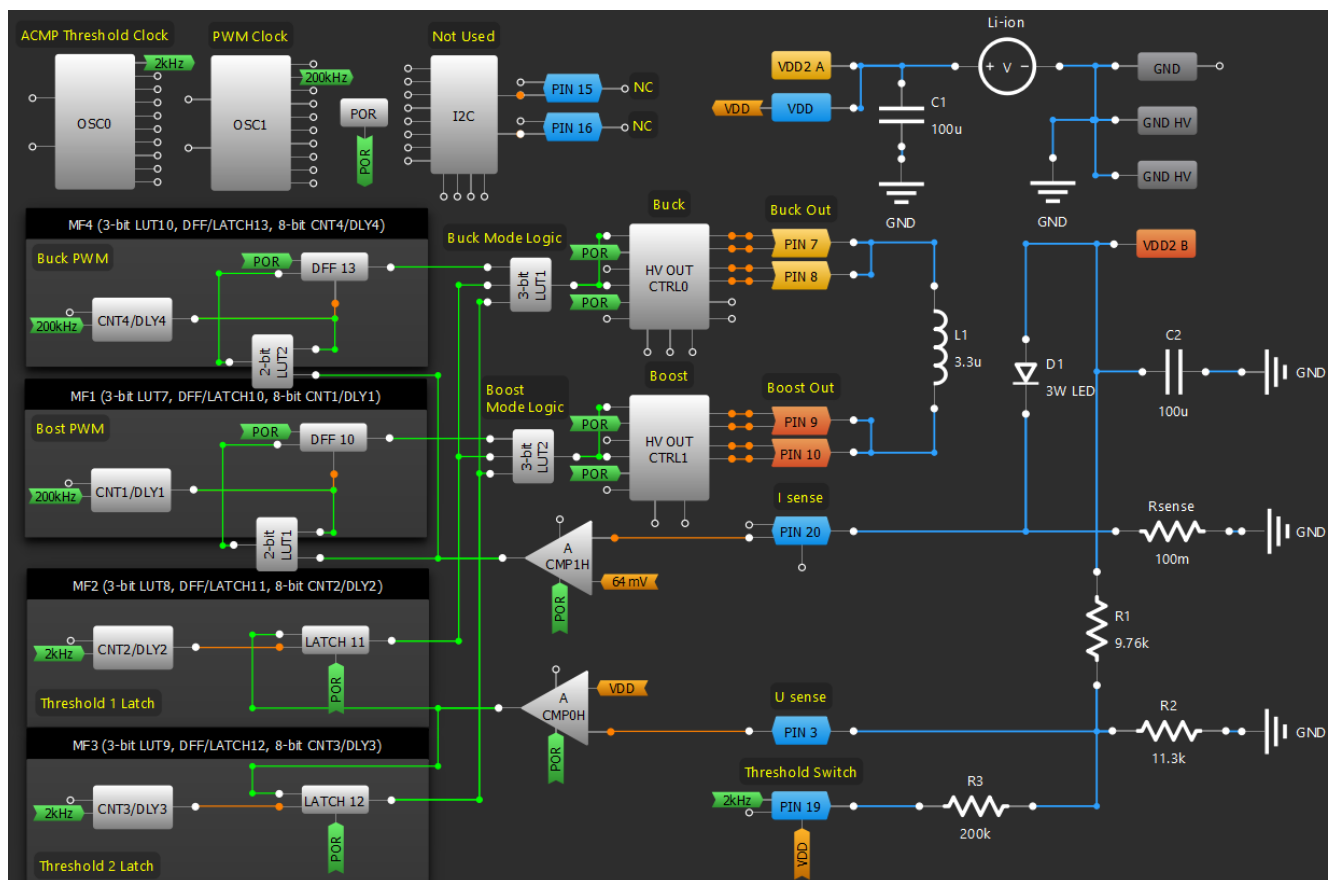 ACMP Threshold Clock
PWM Clock
Not Used
Li-ion
OSC0
2kHz
OSC1
200kHz
POR
POR
I2C
PIN 15
NC
PIN 16
NC
VDD2 A
VDD
VDD
C1
100u
GND
+ V −
GND
GND HV
GND HV
GND
MF4 (3-bit LUT10, DFF/LATCH13, 8-bit CNT4/DLY4)
Buck PWM
POR
DFF 13
CNT4/DLY4
200kHz
2-bit
LUT2
Buck Mode Logic
3-bit
LUT1
Buck
POR
HV OUT
CTRL0
POR
Buck Out
PIN 7
PIN 8
VDD2 B
L1
3.3u
D1
3W LED
C2
100u
GND
MF1 (3-bit LUT7, DFF/LATCH10, 8-bit CNT1/DLY1)
Bost PWM
POR
DFF 10
CNT1/DLY1
200kHz
2-bit
LUT1
Boost
Mode Logic
3-bit
LUT2
Boost
POR
HV OUT
CTRL1
POR
Boost Out
PIN 9
PIN 10
I sense
PIN 20
A
CMP1H
64 mV
POR
Rsense
100m
GND
MF2 (3-bit LUT8, DFF/LATCH11, 8-bit CNT2/DLY2)
CNT2/DLY2
2kHz
LATCH 11
POR
Threshold 1 Latch
R1
9.76k
A
CMP0H
VDD
POR
U sense
PIN 3
R2
11.3k
GND
MF3 (3-bit LUT9, DFF/LATCH12, 8-bit CNT3/DLY3)
CNT3/DLY3
2kHz
LATCH 12
POR
Threshold 2 Latch
Threshold Switch
2kHz
PIN 19
VDD
R3
200k